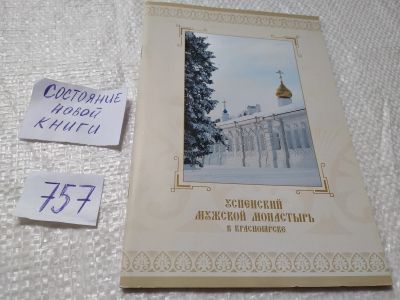 СОСТОЯНИЕ
НОВОЙ
КНИГИ
757
УСПЕНСКИЙ
МУЖСКОЙ МОНАСТЫРЬ
В КРАСНОЯРСКЕ